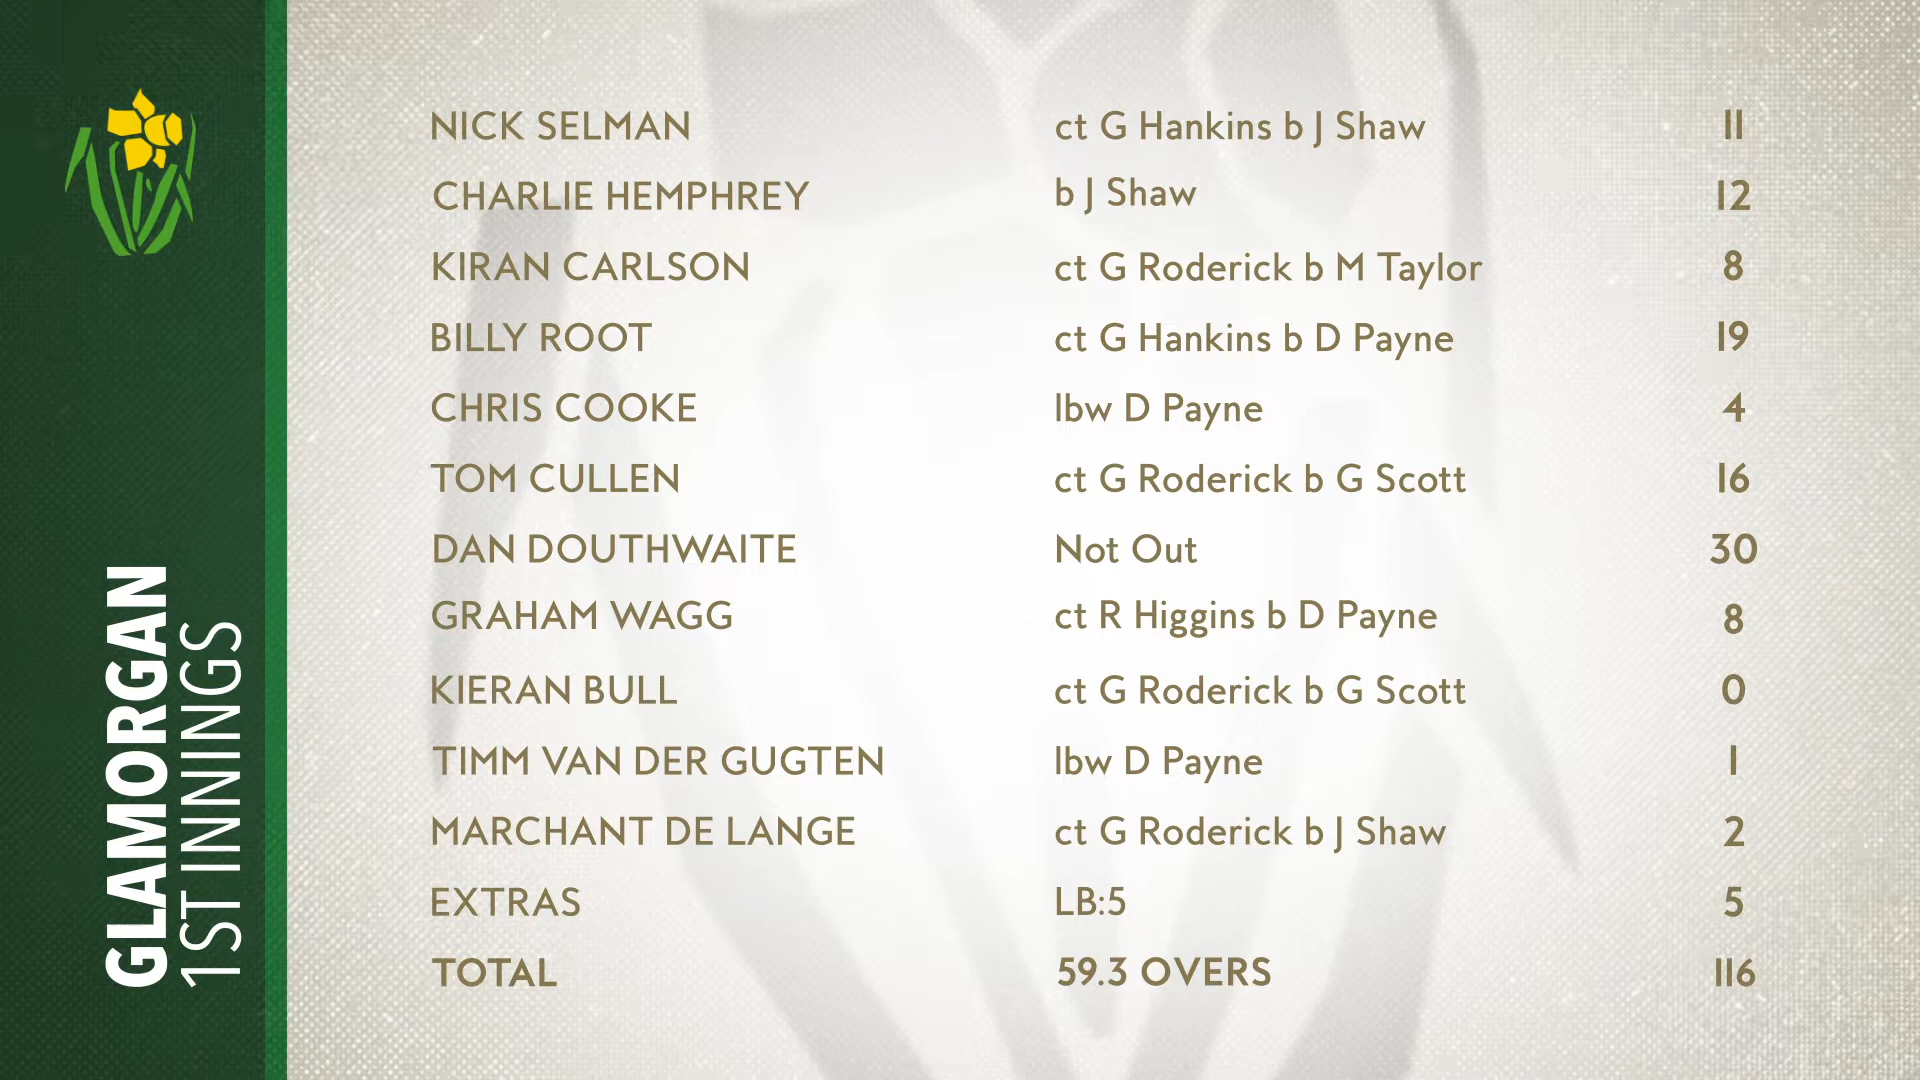 GLAMORGAN
1ST INNINGS
NICK SELMAN ct G Hankins b J Shaw 11
CHARLIE HEMPHREY b J Shaw 12
KIRAN CARLSON ct G Roderick b M Taylor 8
BILLY ROOT ct G Hankins b D Payne 19
CHRIS COOKE lbw D Payne 4
TOM CULLEN ct G Roderick b G Scott 16
DAN DOUTHWAITE Not Out 30
GRAHAM WAGG ct R Higgins b D Payne 8
KIERAN BULL ct G Roderick b G Scott 0
TIMM VAN DER GUGTEN lbw D Payne 1
MARCHANT DE LANGE ct G Roderick b J Shaw 2
EXTRAS LB:5 5
TOTAL 59.3 OVERS 116